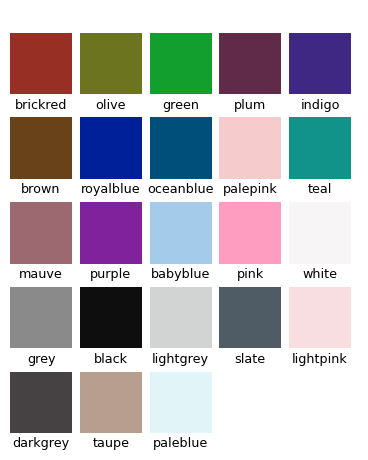 brickred olive green plum indigo
brown royalblue oceanblue palepink teal
mauve purple babyblue pink white
grey black lightgrey slate lightpink
darkgrey taupe paleblue